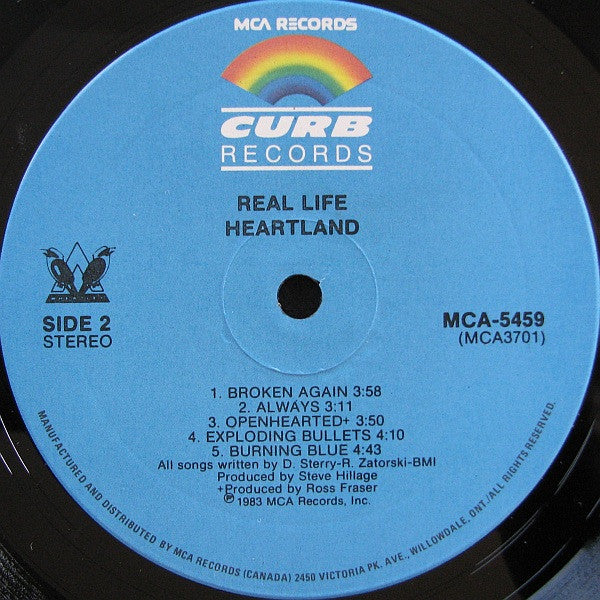 MCA RECORDS
CURB
RECORDS
REAL LIFE
HEARTLAND
WHEATLEY
SIDE 2
STEREO
MCA-5459
(MCA3701)
1. BROKEN AGAIN 3:58
2. ALWAYS 3:11
3. OPENHEARTED+ 3:50
4. EXPLODING BULLETS 4:10
5. BURNING BLUE 4:43
All songs written by D. Sterry-R. Zatorski-BMI
Produced by Steve Hillage
+Produced by Ross Fraser
Ⓟ1983 MCA Records, Inc.
MANUFACTURED AND DISTRIBUTED BY MCA RECORDS (CANADA) 2450 VICTORIA PK. AVE., WILLOWDALE, ONT./ALL RIGHTS RESERVED.